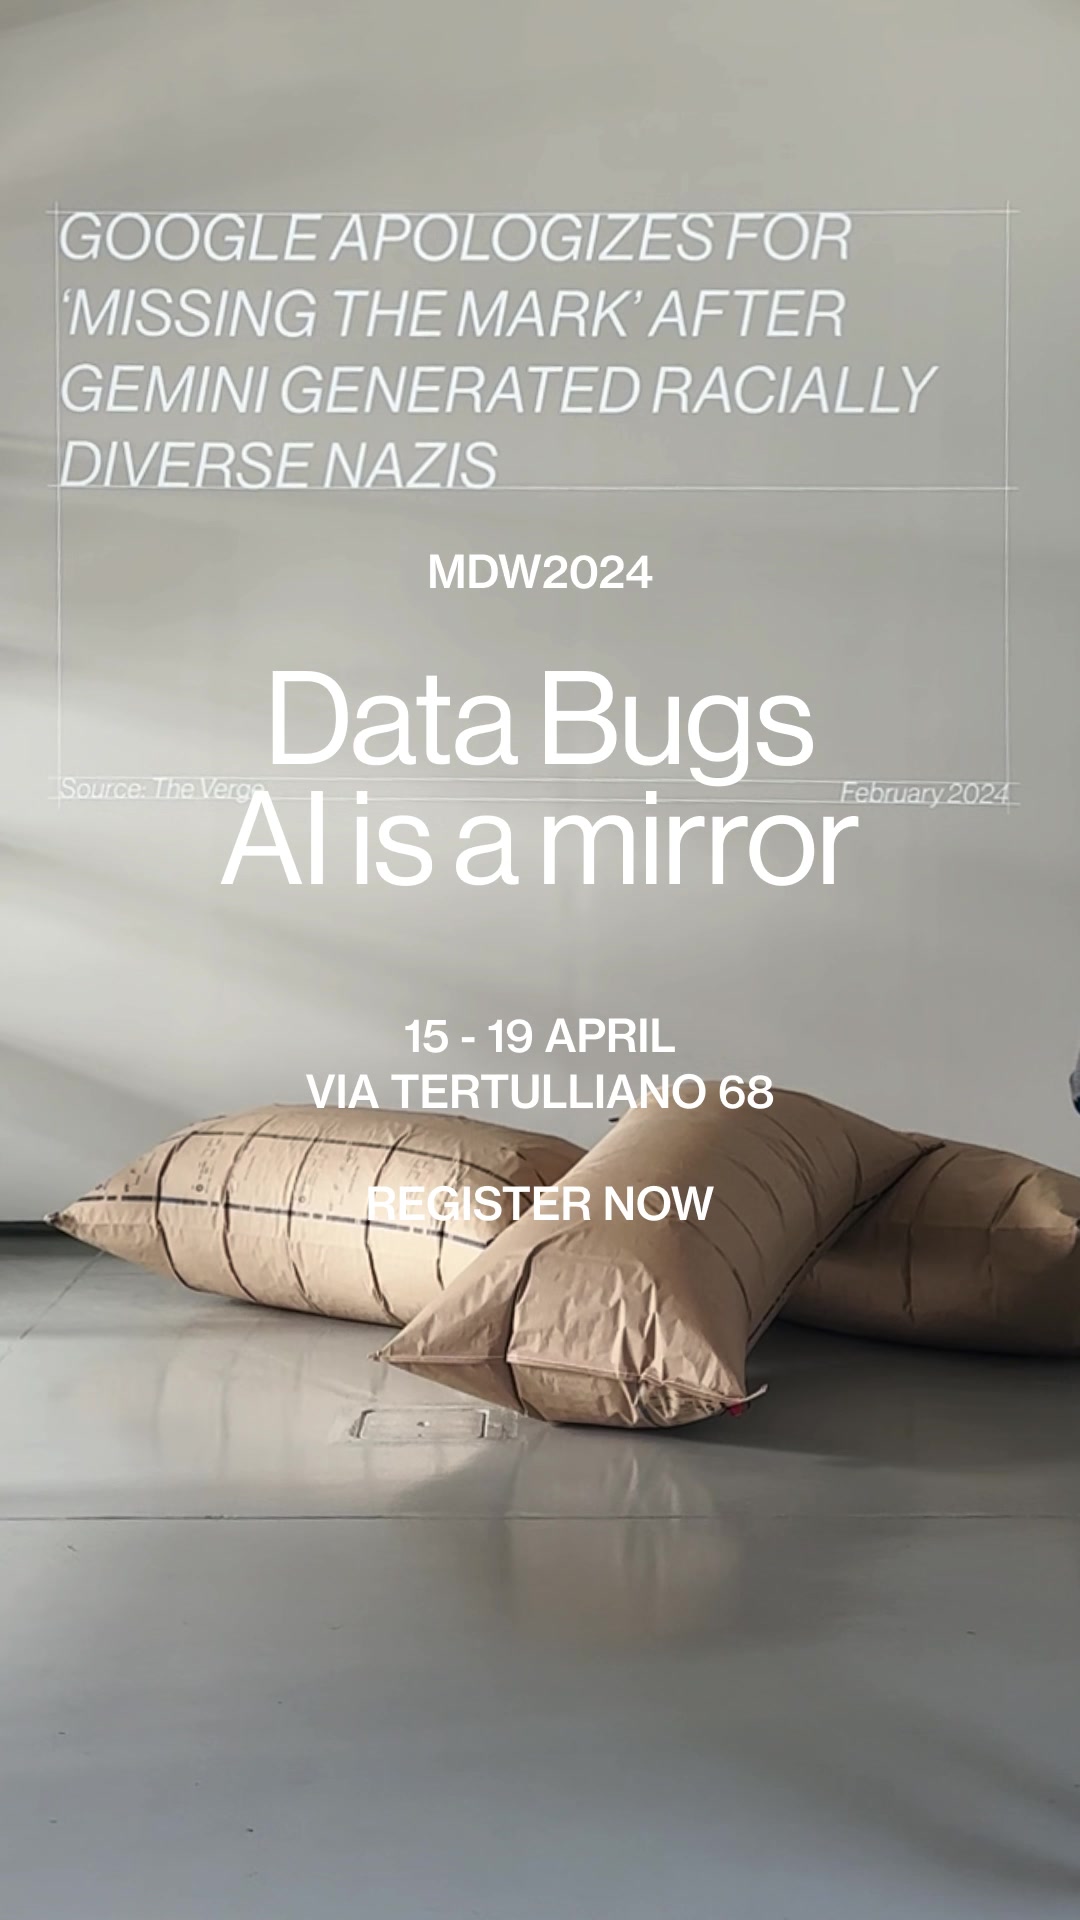 GOOGLE APOLOGIZES FOR
‘MISSING THE MARK’ AFTER
GEMINI GENERATED RACIALLY
DIVERSE NAZIS
MDW2024
Data Bugs
Source: The Verge
February 2024
AI is a mirror
15 - 19 APRIL
VIA TERTULLIANO 68
REGISTER NOW